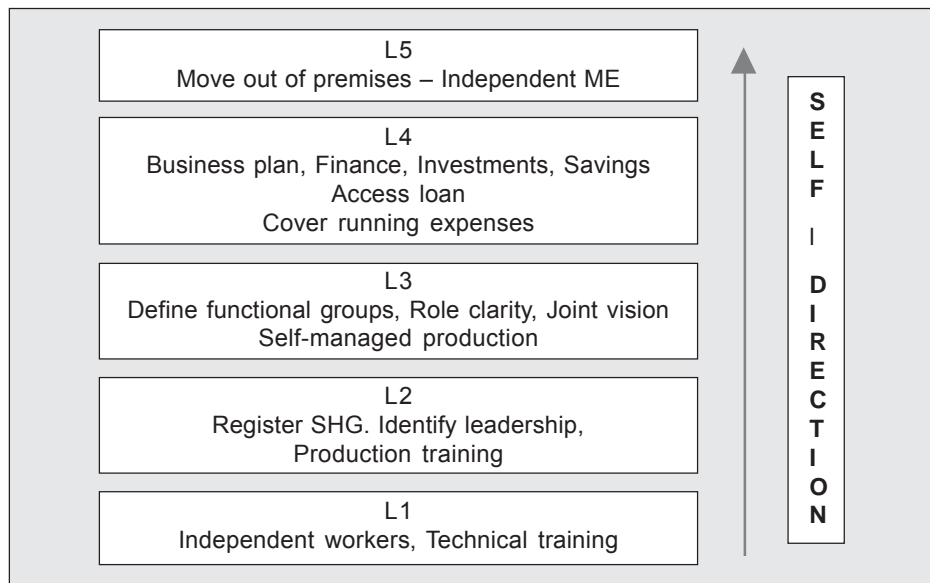 L5
Move out of premises – Independent ME
L4
Business plan, Finance, Investments, Savings
Access loan
Cover running expenses
L3
Define functional groups, Role clarity, Joint vision
Self-managed production
L2
Register SHG. Identify leadership,
Production training
L1
Independent workers, Technical training
SELF | DIRECTION